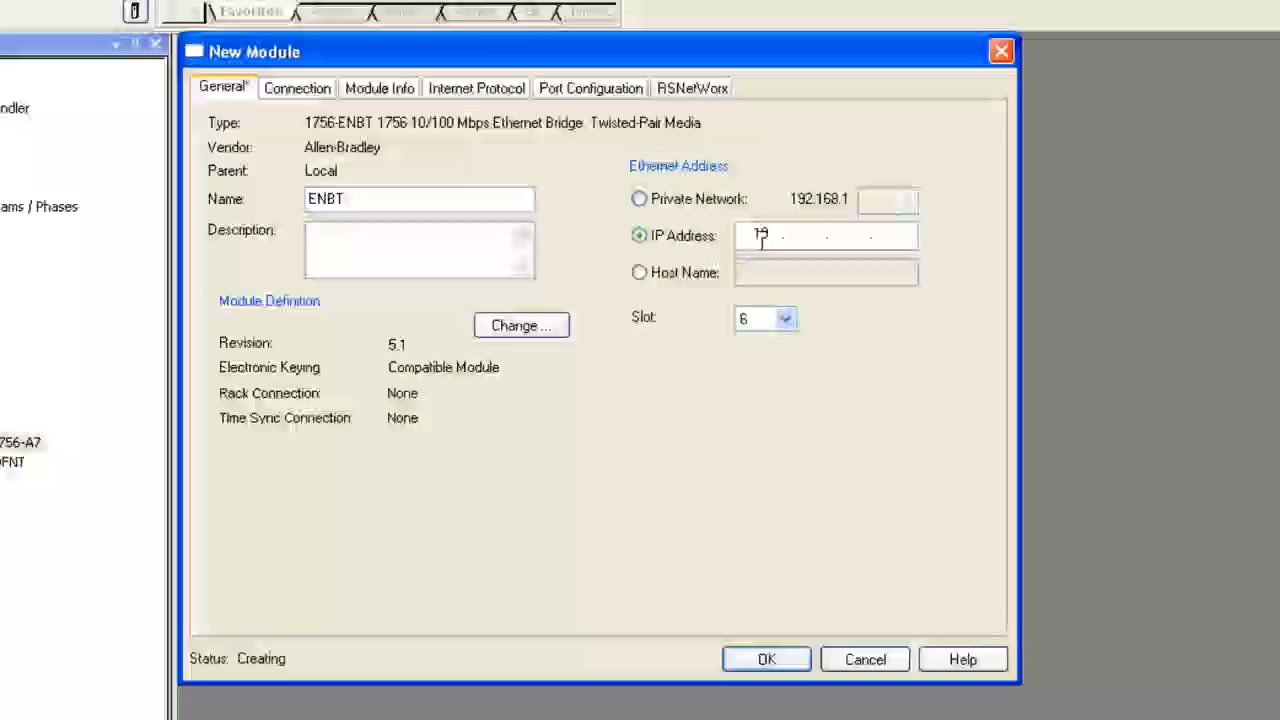 Favorites
New Module
General* Connection Module Info Internet Protocol Port Configuration RSNetWorx
ndler
ams / Phases
756-A7
Type: 1756-ENBT 1756 10/100 Mbps Ethernet Bridge Twisted-Pair Media
Vendor: Allen-Bradley
Parent: Local
Name: ENBT
Description:
Module Definition
Change ...
Revision: 5.1
Electronic Keying Compatible Module
Rack Connection: None
Time Sync Connection None
Ethernet Address
Private Network: 192.168.1
IP Address: 19 . . .
Host Name:
Slot: 6
Status: Creating
OK Cancel Help